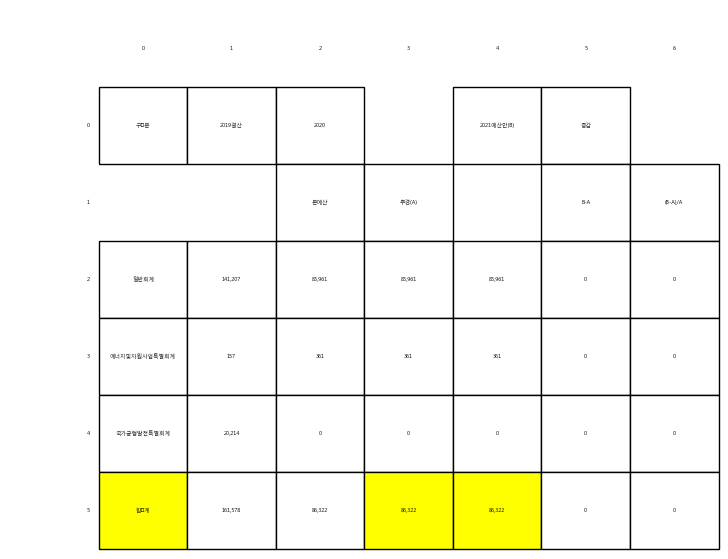 0 1 2 3 4 5 6
0 구□분 2019결산 2020 2021예산안(B) 증감
1 본예산 추경(A) B-A (B-A)/A
2 일반회계 141,207 85,961 85,961 85,961 0 0
3 에너지및자원사업특별회계 157 361 361 361 0 0
4 국가균형발전특별회계 20,214 0 0 0 0 0
5 합□계 161,578 86,322 86,322 86,322 0 0